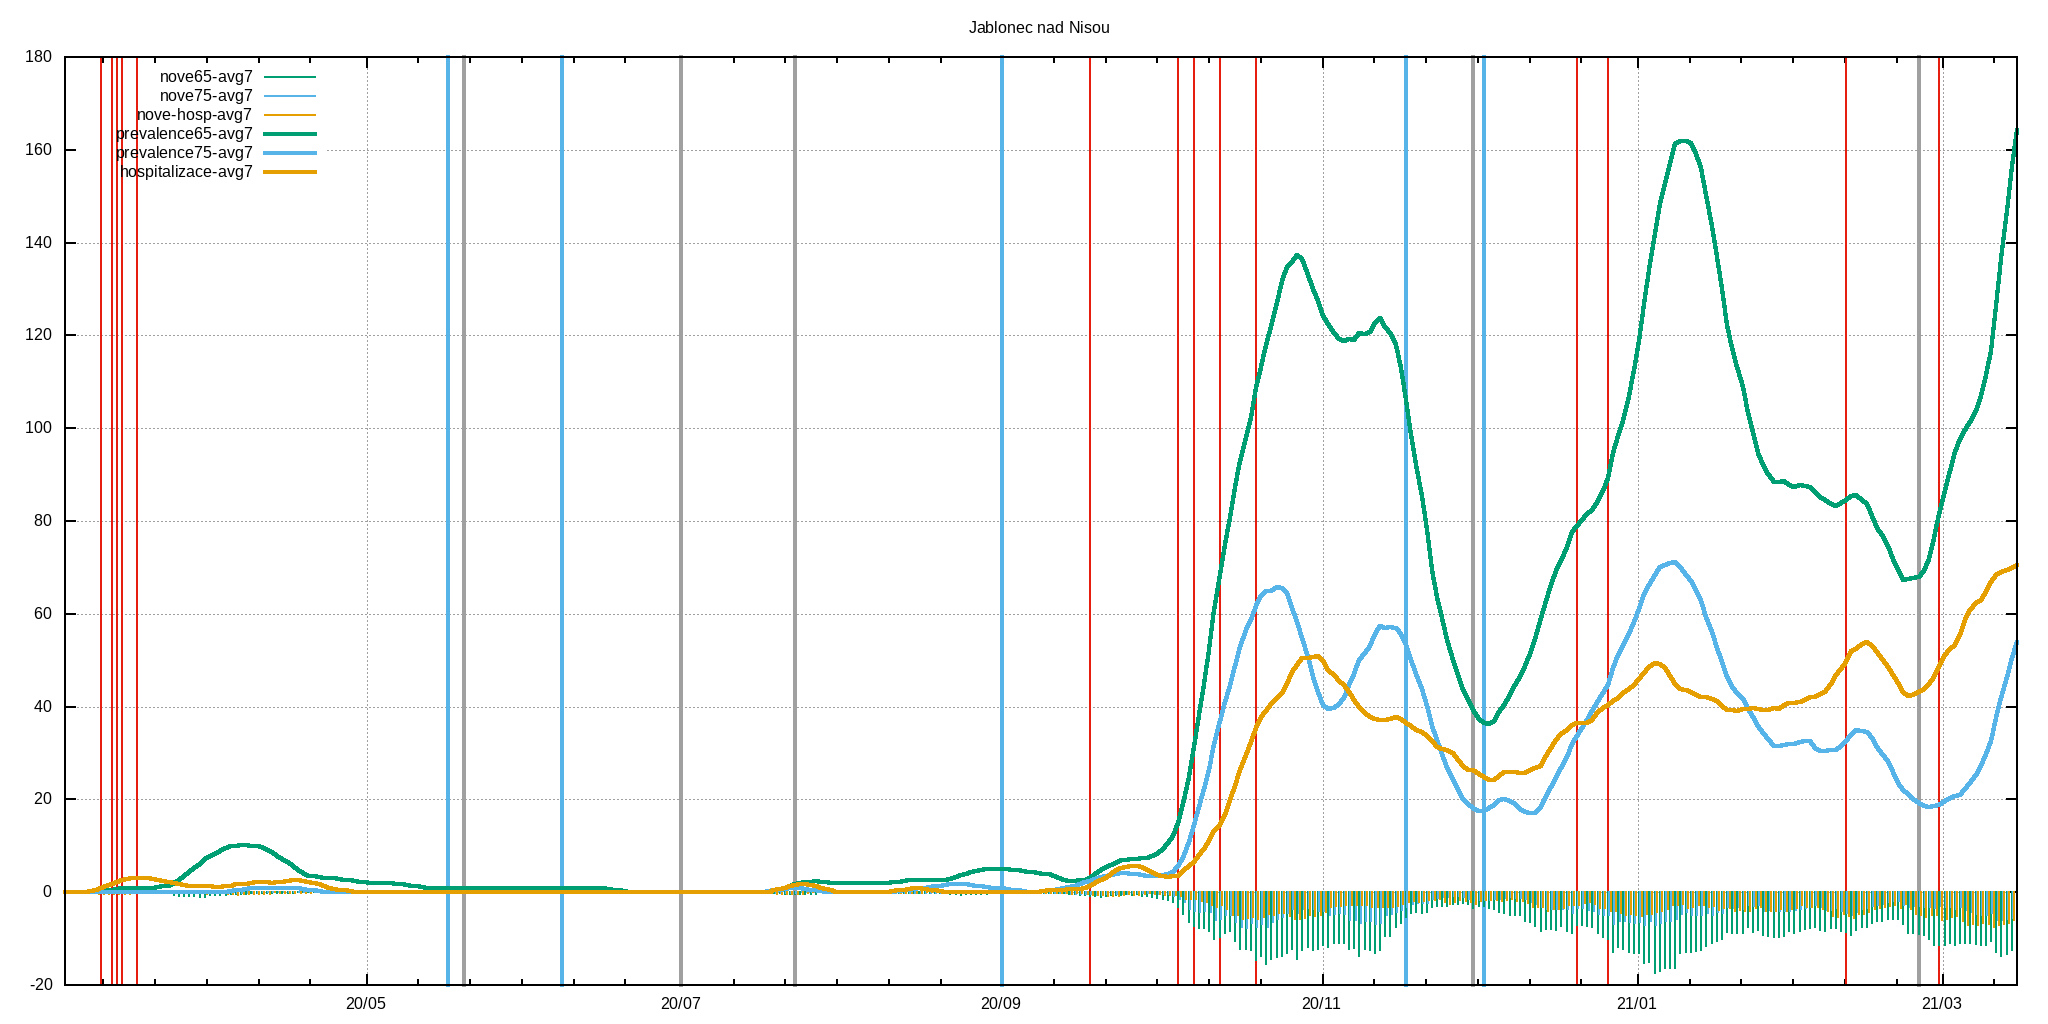 Jablonec nad Nisou
180
160
140
120
100
80
60
40
20
0
-20
nove65-avg7
nove75-avg7
nove-hosp-avg7
prevalence65-avg7
prevalence75-avg7
hospitalizace-avg7
20/05
20/07
20/09
20/11
21/01
21/03